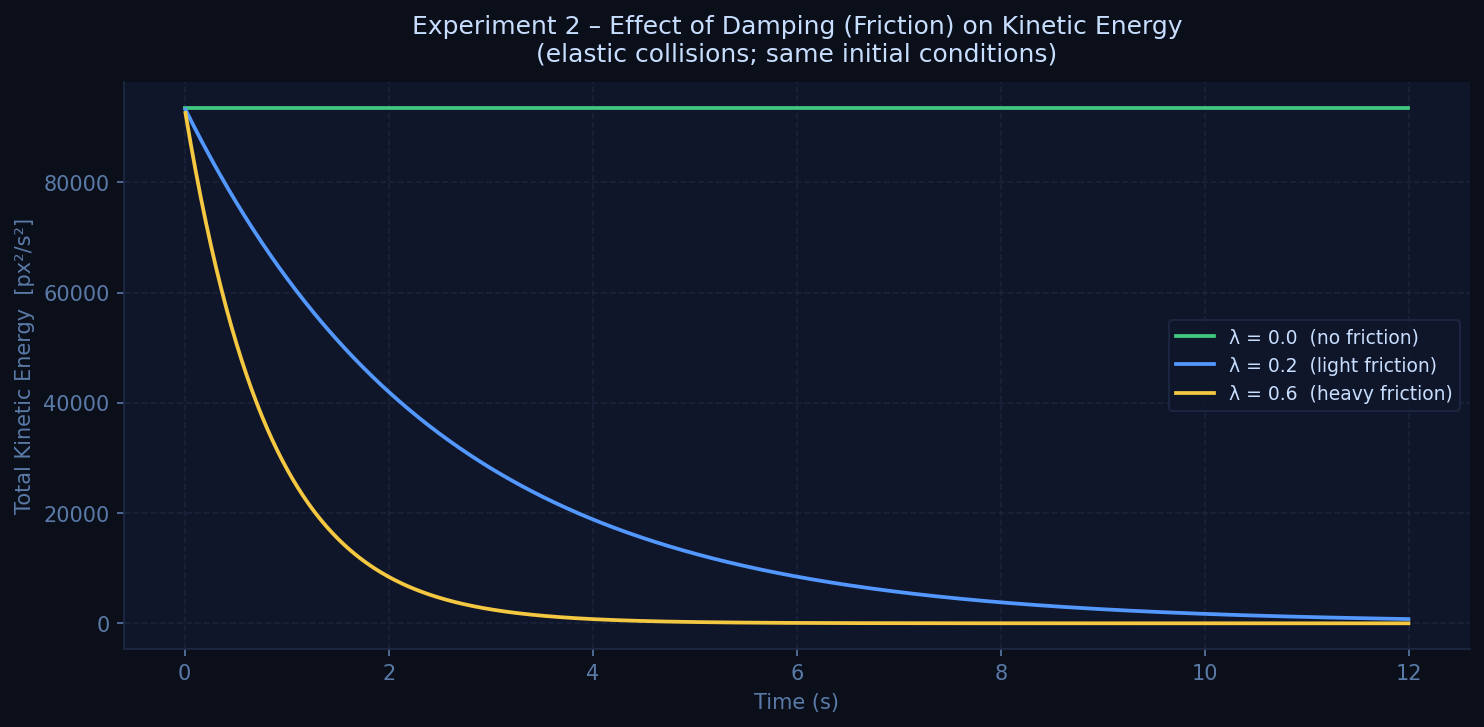 Experiment 2 – Effect of Damping (Friction) on Kinetic Energy
(elastic collisions; same initial conditions)
Total Kinetic Energy [px²/s²]
80000
60000
40000
20000
0
λ = 0.0 (no friction)
λ = 0.2 (light friction)
λ = 0.6 (heavy friction)
0 2 4 6 8 10 12
Time (s)